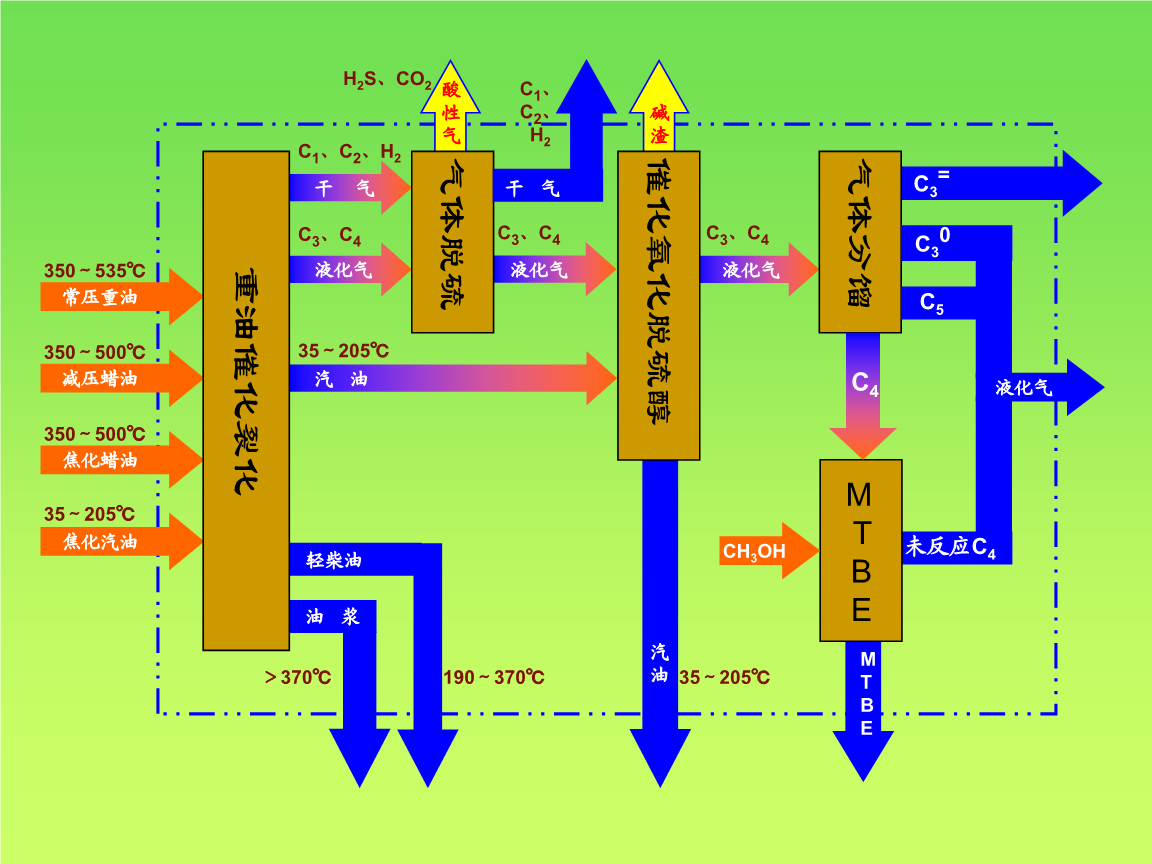 H₂S、CO₂
酸性气
C₁、
C₂、
H₂
碱渣
C₁、C₂、H₂
干 气
气体脱硫
干 气
催化氧化脱硫醇
气体分馏
C₃⁼
C₃、C₄
液化气
C₃、C₄
液化气
C₃、C₄
液化气
C₃⁰
C₅
350～535℃
常压重油
重油催化裂化
350～500℃
减压蜡油
35～205℃
汽 油
C₄
液化气
350～500℃
焦化蜡油
35～205℃
焦化汽油
MTBE
CH₃OH
未反应C₄
轻柴油
油 浆
＞370℃
190～370℃
汽油
35～205℃
MTBE